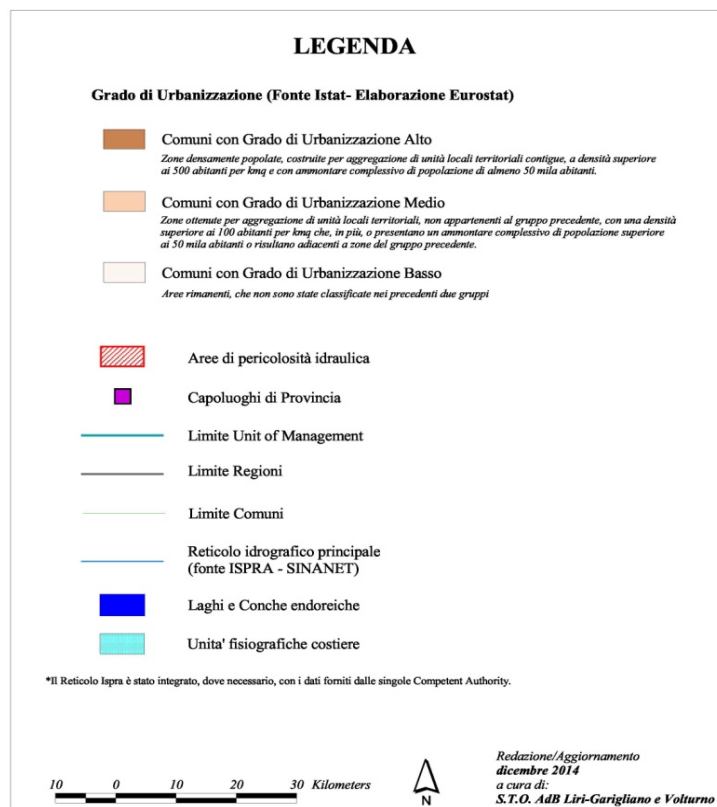 LEGENDA
Grado di Urbanizzazione (Fonte Istat- Elaborazione Eurostat)
Comuni con Grado di Urbanizzazione Alto
Zone densamente popolate, costruite per aggregazione di unità locali territoriali contigue, a densità superiore
ai 500 abitanti per kmq e con ammontare complessivo di popolazione di almeno 50 mila abitanti.
Comuni con Grado di Urbanizzazione Medio
Zone ottenute per aggregazione di unità locali territoriali, non appartenenti al gruppo precedente, con una densità
superiore ai 100 abitanti per kmq che, in più, o presentano un ammontare complessivo di popolazione superiore
ai 50 mila abitanti o risultano adiacenti a zone del gruppo precedente.
Comuni con Grado di Urbanizzazione Basso
Aree rimanenti, che non sono state classificate nei precedenti due gruppi
Aree di pericolosità idraulica
Capoluoghi di Provincia
Limite Unit of Management
Limite Regioni
Limite Comuni
Reticolo idrografico principale
(fonte ISPRA - SINANET)
Laghi e Conche endoreiche
Unita' fisiografiche costiere
*Il Reticolo Ispra è stato integrato, dove necessario, con i dati forniti dalle singole Competent Authority.
10 0 10 20 30 Kilometers
N
Redazione/Aggiornamento
dicembre 2014
a cura di:
S.T.O. AdB Liri-Garigliano e Volturno